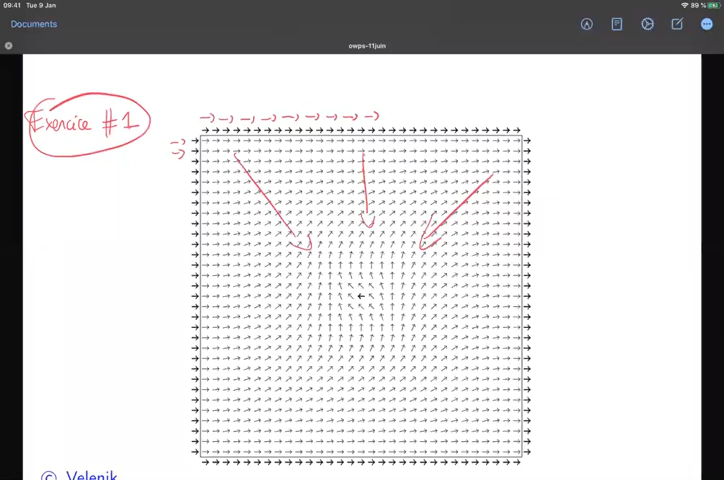 09:41 Tue 9 Jan
89 %
Documents
owps-11juin
Exercice #1
© Velenik